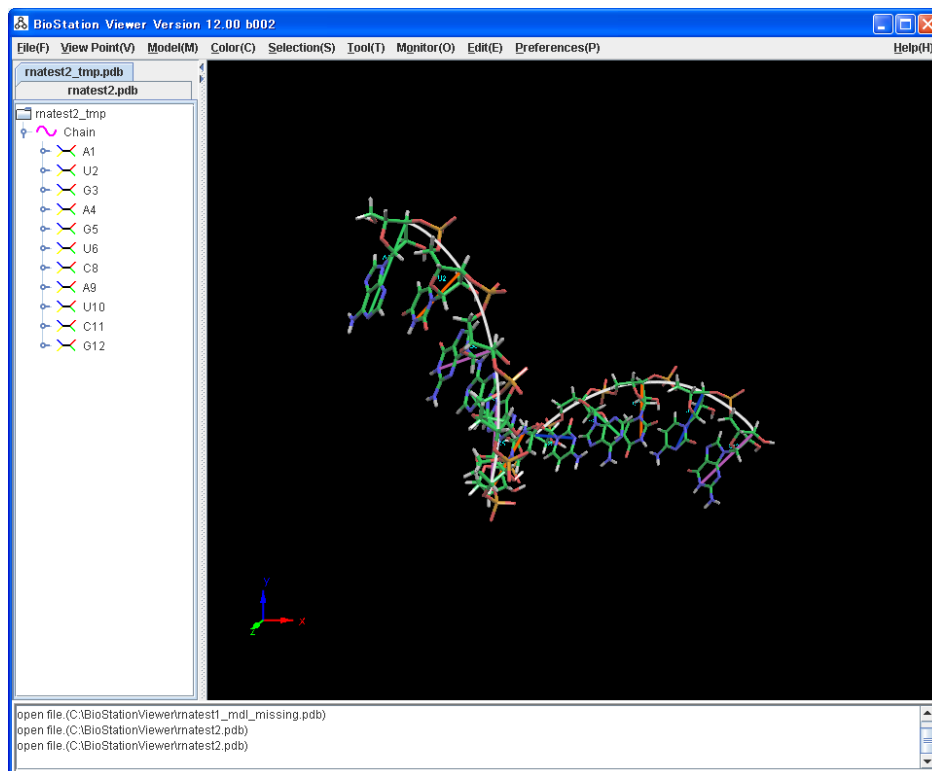 BioStation Viewer Version 12.00 b002
File(F) View Point(V) Model(M) Color(C) Selection(S) Tool(T) Monitor(O) Edit(E) Preferences(P) Help(H)
rnatest2_tmp.pdb
rnatest2.pdb
rnatest2_tmp
Chain
A1
U2
G3
A4
G5
U6
C8
A9
U10
C11
G12
U2
Y
X
Z
open file.(C:\BioStationViewer\rnatest1_mdl_missing.pdb)
open file.(C:\BioStationViewer\rnatest2.pdb)
open file.(C:\BioStationViewer\rnatest2.pdb)